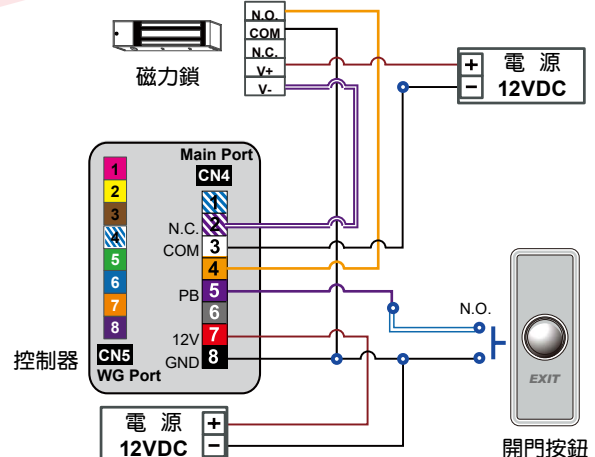 N.O.
COM
N.C.
V+
V-
磁力鎖
+
−
電 源
12VDC
Main Port
CN4
1
2
3
4
5
6
7
8
1
N.C. 2
COM 3
4
PB 5
6
12V 7
GND 8
CN5
WG Port
控制器
電 源
12VDC
+
−
N.O.
EXIT
開門按鈕